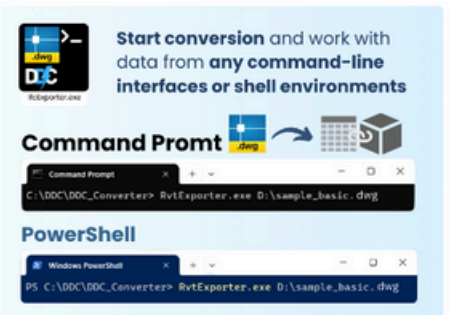 .dwg
DDC
RvtExporter.exe
Start conversion and work with
data from any command-line
interfaces or shell environments
Command Promt
.dwg
Command Prompt
C:\DDC\DDC_Converter> RvtExporter.exe D:\sample_basic.dwg
PowerShell
Windows PowerShell
PS C:\DDC\DDC_Converter> RvtExporter.exe D:\sample_basic.dwg